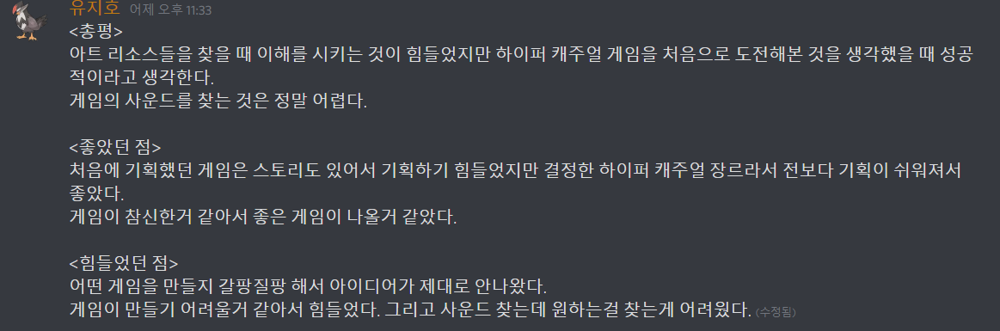 유지호 어제 오후 11:33
<총평>
아트 리소스들을 찾을 때 이해를 시키는 것이 힘들었지만 하이퍼 캐주얼 게임을 처음으로 도전해본 것을 생각했을 때 성공
적이라고 생각한다.
게임의 사운드를 찾는 것은 정말 어렵다.
<좋았던 점>
처음에 기획했던 게임은 스토리도 있어서 기획하기 힘들었지만 결정한 하이퍼 캐주얼 장르라서 전보다 기획이 쉬워져서
좋았다.
게임이 참신한거 같아서 좋은 게임이 나올거 같았다.
<힘들었던 점>
어떤 게임을 만들지 갈팡질팡 해서 아이디어가 제대로 안나왔다.
게임이 만들기 어려울거 같아서 힘들었다. 그리고 사운드 찾는데 원하는걸 찾는게 어려웠다. (수정됨)